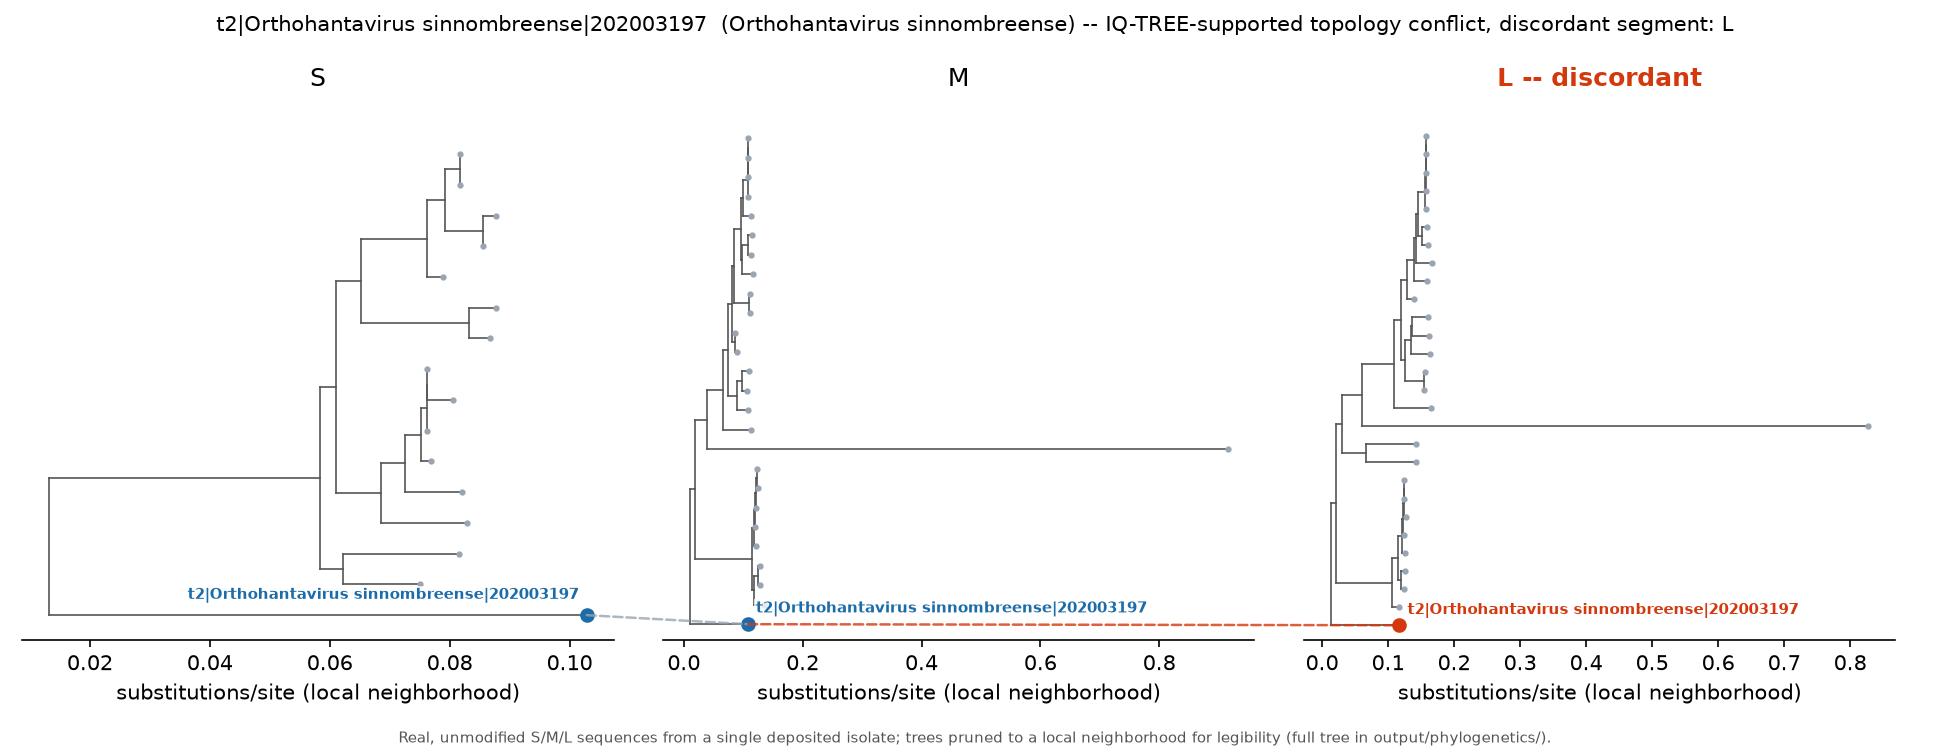 t2|Orthohantavirus sinnombreense|202003197  (Orthohantavirus sinnombreense) -- IQ-TREE-supported topology conflict, discordant segment: L
S
M
L -- discordant
t2|Orthohantavirus sinnombreense|202003197
t2|Orthohantavirus sinnombreense|202003197
t2|Orthohantavirus sinnombreense|202003197
0.02 0.04 0.06 0.08 0.10
0.0 0.2 0.4 0.6 0.8
0.0 0.1 0.2 0.3 0.4 0.5 0.6 0.7 0.8
substitutions/site (local neighborhood)
substitutions/site (local neighborhood)
substitutions/site (local neighborhood)
Real, unmodified S/M/L sequences from a single deposited isolate; trees pruned to a local neighborhood for legibility (full tree in output/phylogenetics/).